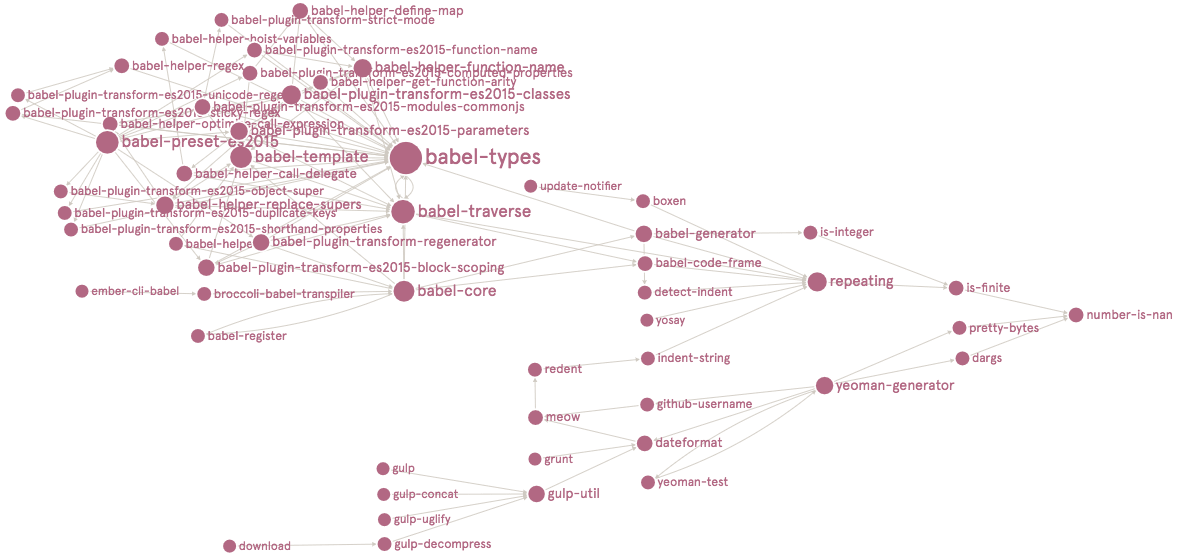 babel-helper-define-map
babel-plugin-transform-strict-mode
babel-helper-hoist-variables
babel-plugin-transform-es2015-function-name
babel-helper-regex
babel-helper-function-name
babel-plugin-transform-es2015-computed-properties
babel-helper-get-function-arity
babel-plugin-transform-es2015-unicode-rege
babel-plugin-transform-es2015-classes
babel-plugin-transform-es2015-modules-commonjs
babel-plugin-transform-es2015-sticky-regex
babel-helper-optimise-call-expression
babel-plugin-transform-es2015-parameters
babel-preset-es2015
babel-template
babel-types
babel-helper-call-delegate
update-notifier
babel-plugin-transform-es2015-object-super
boxen
babel-helper-replace-supers
babel-plugin-transform-es2015-duplicate-keys
babel-traverse
babel-plugin-transform-es2015-shorthand-properties
babel-generator
is-integer
babel-helpe
babel-plugin-transform-regenerator
babel-code-frame
babel-plugin-transform-es2015-block-scoping
repeating
is-finite
ember-cli-babel
broccoli-babel-transpiler
babel-core
detect-indent
number-is-nan
yosay
pretty-bytes
babel-register
indent-string
dargs
redent
yeoman-generator
github-username
meow
dateformat
grunt
gulp
yeoman-test
gulp-concat
gulp-util
gulp-uglify
download
gulp-decompress